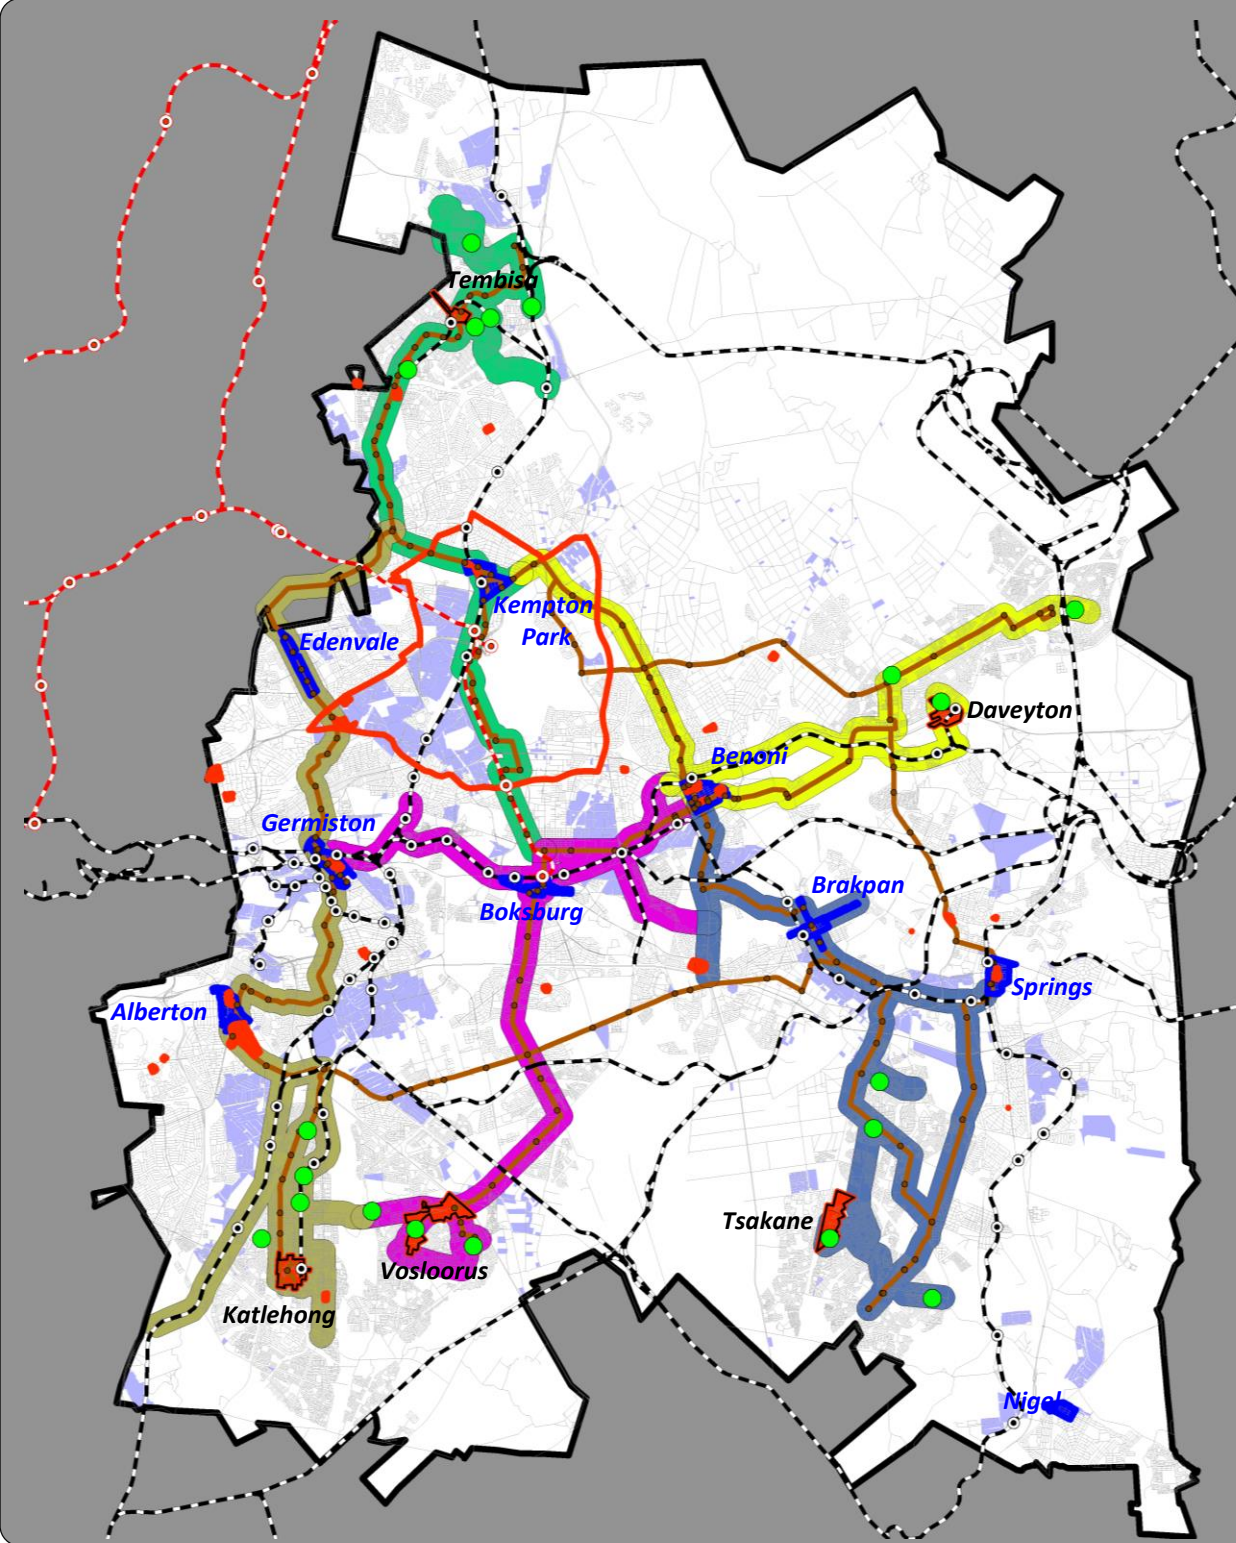 Tembisa
Kempton
Park
Edenvale
Daveyton
Benoni
Germiston
Brakpan
Boksburg
Springs
Alberton
Tsakane
Vosloorus
Katlehong
Nigel